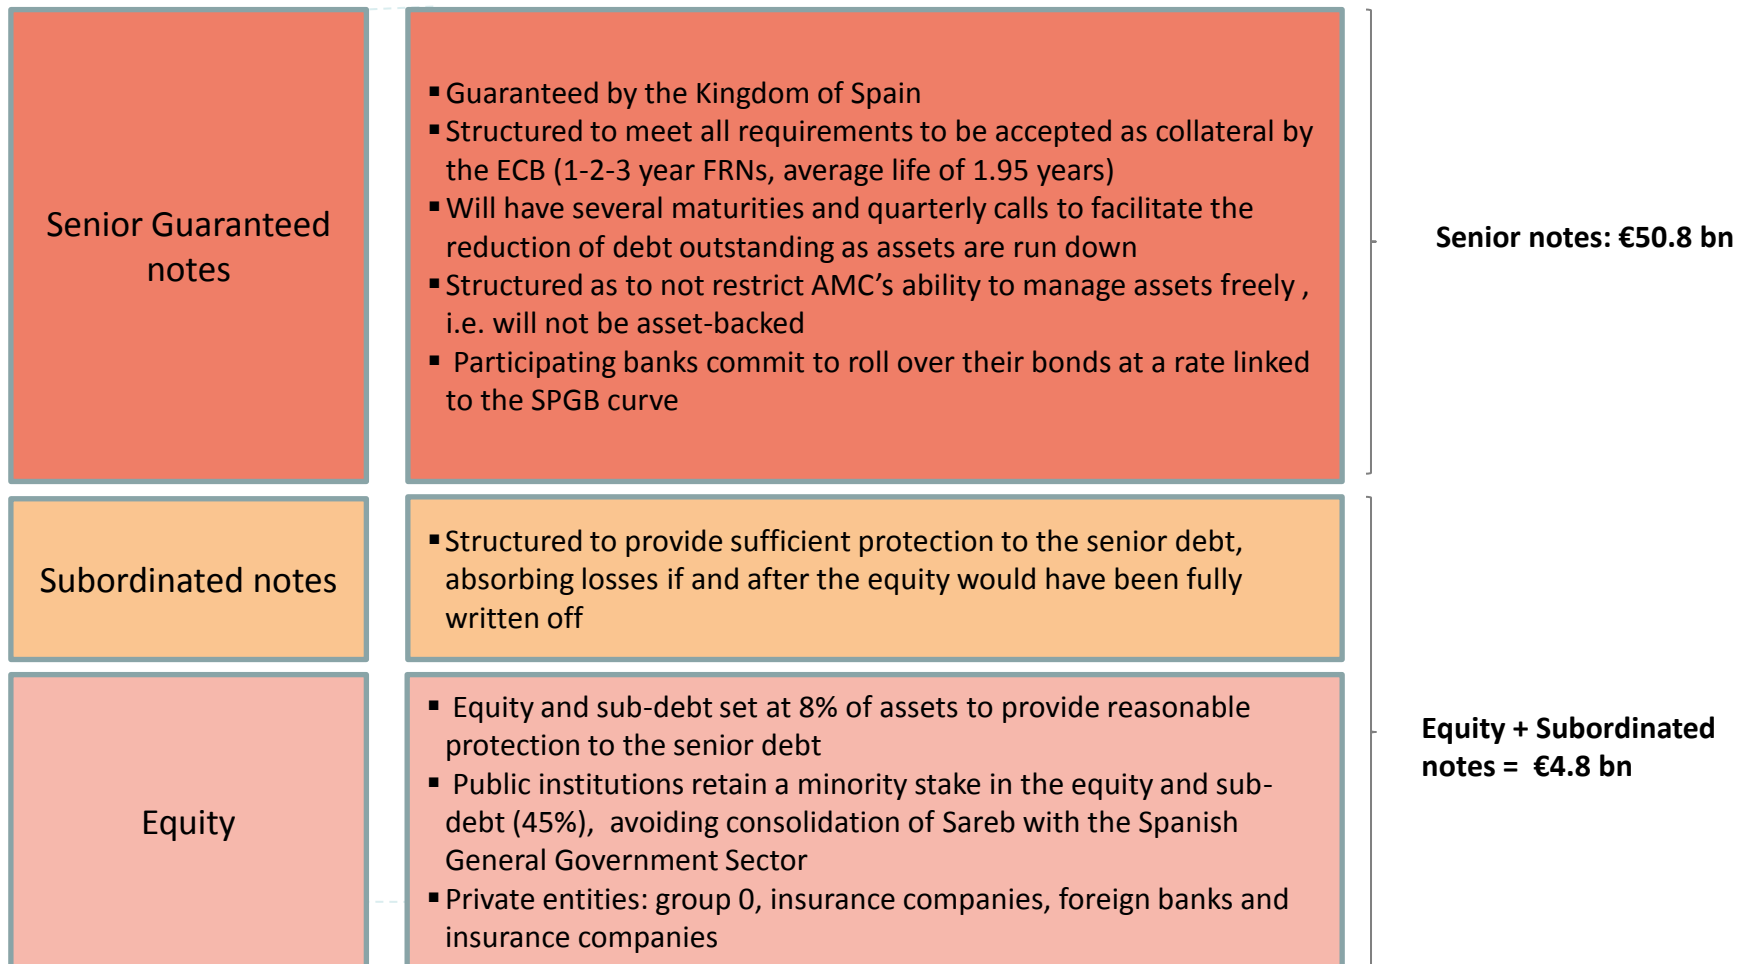 Senior Guaranteed
notes
▪ Guaranteed by the Kingdom of Spain
▪ Structured to meet all requirements to be accepted as collateral by
the ECB (1-2-3 year FRNs, average life of 1.95 years)
▪ Will have several maturities and quarterly calls to facilitate the
reduction of debt outstanding as assets are run down
▪ Structured as to not restrict AMC’s ability to manage assets freely ,
i.e. will not be asset-backed
▪ Participating banks commit to roll over their bonds at a rate linked
to the SPGB curve
Senior notes: €50.8 bn
Subordinated notes
▪ Structured to provide sufficient protection to the senior debt,
absorbing losses if and after the equity would have been fully
written off
Equity
▪ Equity and sub-debt set at 8% of assets to provide reasonable
protection to the senior debt
▪ Public institutions retain a minority stake in the equity and sub-
debt (45%), avoiding consolidation of Sareb with the Spanish
General Government Sector
▪ Private entities: group 0, insurance companies, foreign banks and
insurance companies
Equity + Subordinated
notes = €4.8 bn